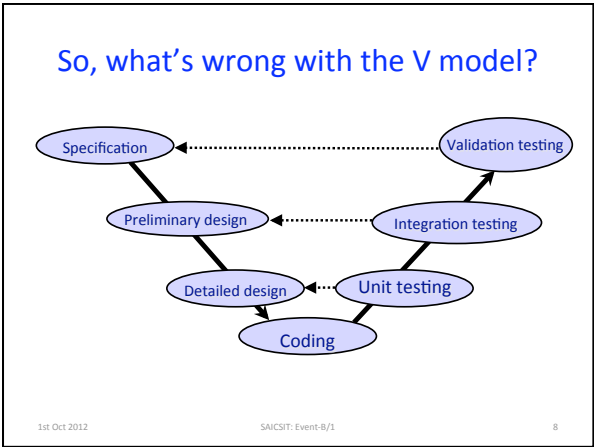 So, what's wrong with the V model?
Specification
Validation testing
Preliminary design
Integration testing
Detailed design
Unit testing
Coding
1st Oct 2012
SAICSIT: Event-B/1
8